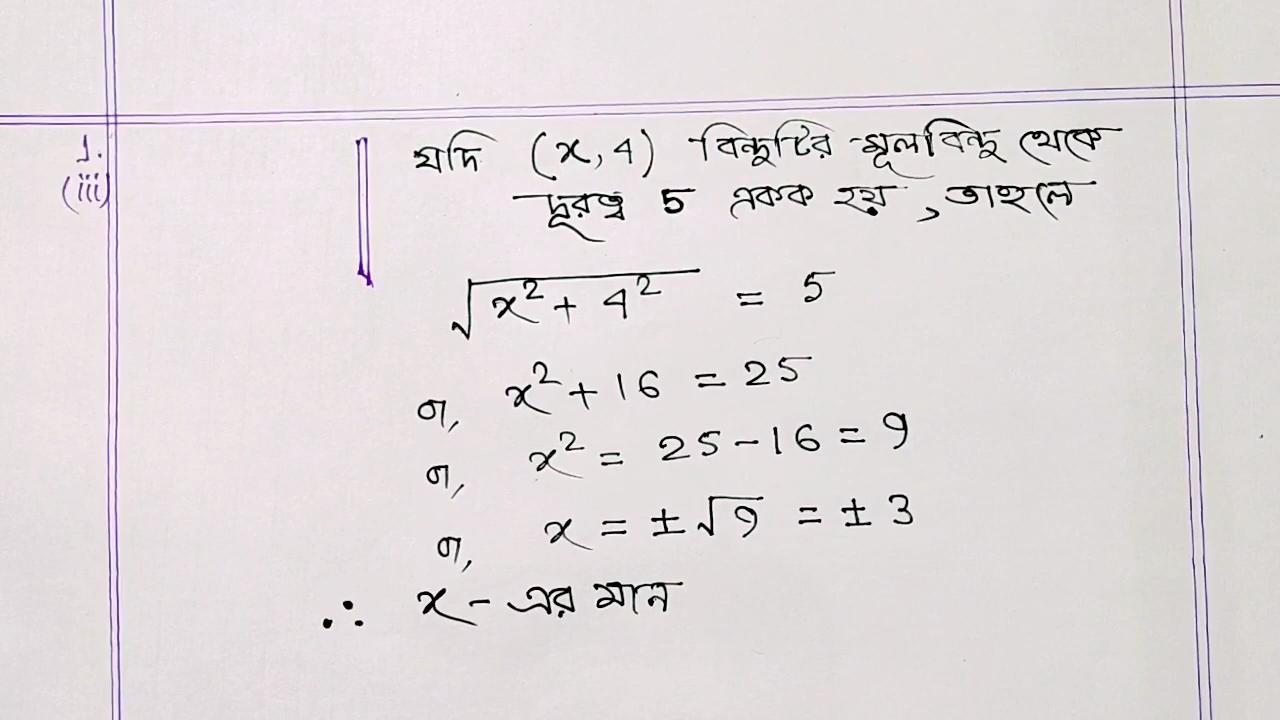 1.
(iii)
যদি (x, 4) বিন্দুটির মূলবিন্দু থেকে
দূরত্ব 5 একক হয়, তাহলে
√(x² + 4²) = 5
বা, x² + 16 = 25
বা, x² = 25 - 16 = 9
বা, x = ± √9 = ± 3
∴ x - এর মান